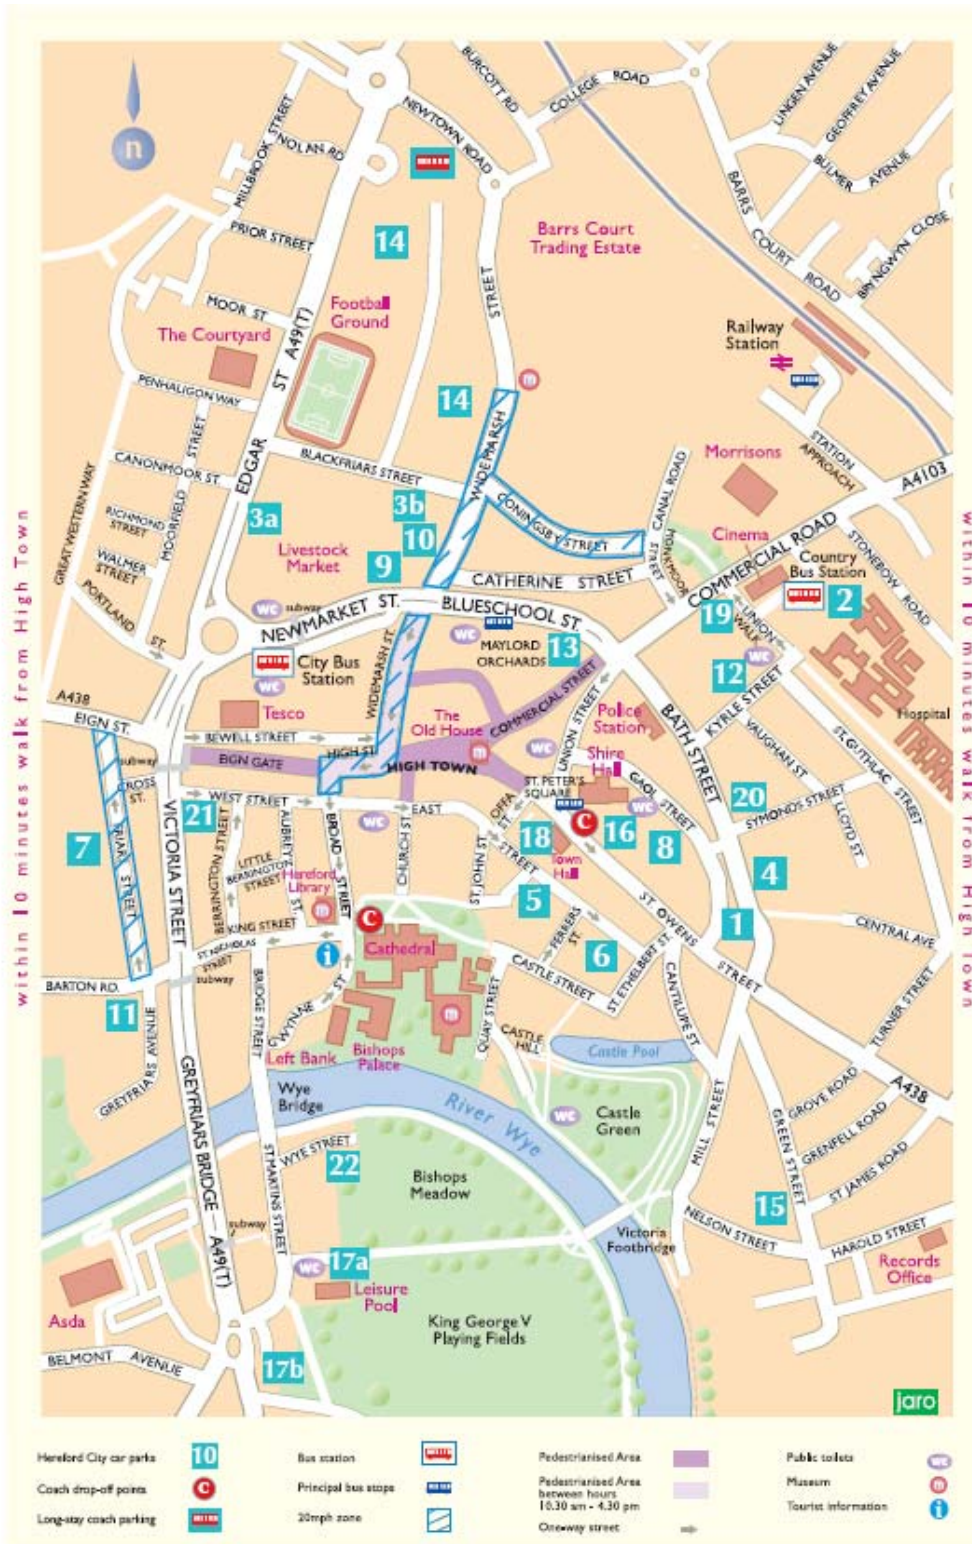 n
BURCOTT RD
COLLEGE ROAD
LINGEN AVENUE
GEOFFREY AVENUE
BULMER AVENUE
NEWTOWN ROAD
MILLBROOK STREET
NOLAN RD
PRIOR STREET
BARRS COURT ROAD
BRYNGWYN CLOSE
Barrs Court
Trading Estate
14
STREET
MOOR ST.
Football
Ground
The Courtyard
EDGAR ST A49(T)
Railway
Station
PENHALIGON WAY
14
WIDEMARSH
STATION
APPROACH
A4103
CANONMOOR ST.
MOORFIELD STREET
BLACKFRIARS STREET
CONINGSBY STREET
CANAL ROAD
Morrisons
GREAT WESTERN WAY
RICHMOND
STREET
WALMER
STREET
3a
3b
10
9
Livestock
Market
Cinema
COMMERCIAL ROAD
STONEBOW ROAD
Country
Bus Station
2
MONKMOOR STREET
PORTLAND ST.
subway
WC
NEWMARKET ST.
CATHERINE STREET
BLUESCHOOL ST.
19
UNION WALK
WC
City Bus
Station
WC
WIDEMARSH ST.
WC
MAYLORD
ORCHARDS
13
12
KYRLE STREET
Hospital
A438
EIGN ST.
Tesco
The
Old House
COMMERCIAL STREET
UNION STREET
Police
Station
BATH STREET
VAUGHAN ST
ST. GUTHLAC STREET
BEWELL STREET
HIGH ST.
HIGH TOWN
EIGN GATE
subway
WC
Shire
Hall
GAOL STREET
CROSS
ST.
WEST STREET
EAST STREET
ST. PETER'S
SQUARE
OFFA ST
WC
20
SYMONDS STREET
LLOYD ST.
21
WC
C
16
8
18
Town
Hall
7
FRIAR STREET
VICTORIA STREET
BERRINGTON STREET
AUBREY ST.
LITTLE
BERRINGTON
STREET
BROAD STREET
CHURCH ST.
ST. JOHN ST.
Hereford
Library
5
4
1
KING STREET
C
Cathedral
FERRERS
ST.
6
ST. OWENS STREET
CENTRAL AVE
ST. NICHOLAS
STREET
subway
i
CASTLE STREET
ST. ETHELBERT ST.
CANTILUPE ST.
TURNER STREET
BARTON RD.
11
BRIDGE STREET
GWYNNE ST
QUAY STREET
CASTLE
HILL
Castle Pool
GREYFRIARS AVENUE
Left Bank
Bishops
Palace
Wye
Bridge
River Wye
WC
Castle
Green
MILL STREET
GREEN STREET
GROVE ROAD
A438
GRENFELL ROAD
ST JAMES ROAD
GREYFRIARS BRIDGE A49(T)
WYE STREET
22
ST. MARTINS STREET
Bishops
Meadow
15
subway
Victoria
Footbridge
NELSON STREET
HAROLD STREET
WC
17a
Records
Office
Leisure
Pool
Asda
King George V
Playing Fields
BELMONT AVENUE
17b
jaro
within 10 minutes walk from High Town
within 10 minutes walk from High Town
Hereford City car parks
10
Bus station
Pedestrianised Area
Public toilets
WC
Coach drop-off points
C
Principal bus stops
Pedestrianised Area
between hours
10.30 am - 4.30 pm
Museum
m
Long-stay coach parking
20mph zone
One-way street
Tourist information
i